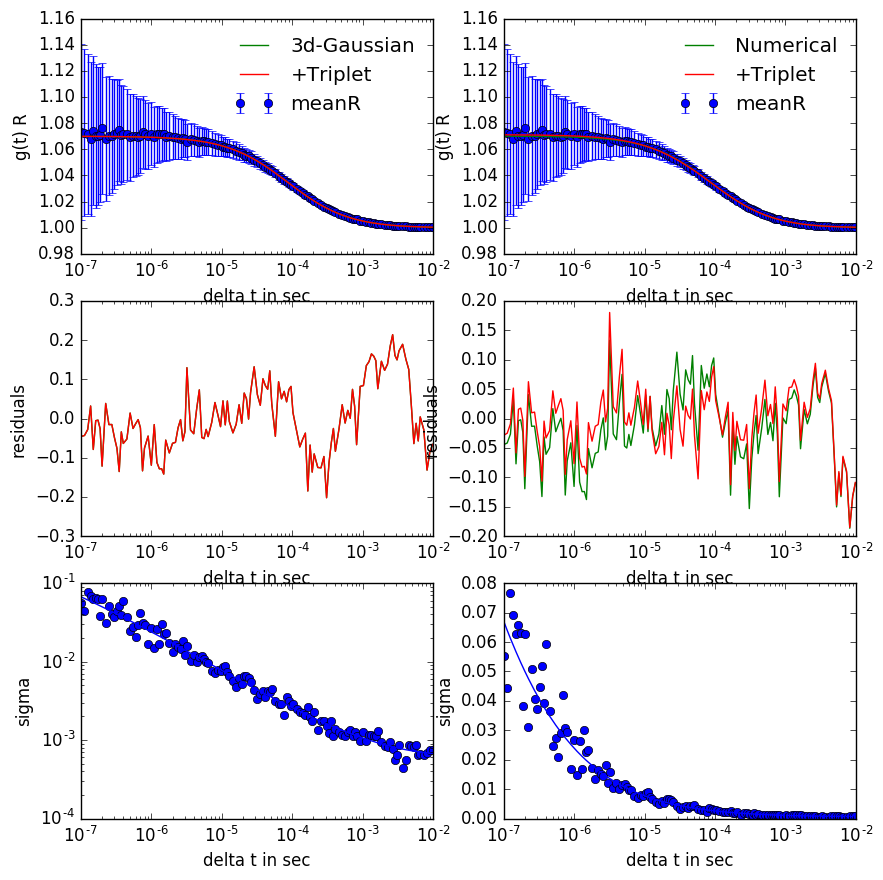 1.16
1.14
1.12
1.10
1.08
1.06
1.04
1.02
1.00
0.98
g(t) R
3d-Gaussian
+Triplet
meanR
10⁻⁷ 10⁻⁶ 10⁻⁵ 10⁻⁴ 10⁻³ 10⁻²
delta t in sec
1.16
1.14
1.12
1.10
1.08
1.06
1.04
1.02
1.00
0.98
g(t) R
Numerical
+Triplet
meanR
10⁻⁷ 10⁻⁶ 10⁻⁵ 10⁻⁴ 10⁻³ 10⁻²
delta t in sec
0.3
0.2
0.1
0.0
−0.1
−0.2
−0.3
residuals
10⁻⁷ 10⁻⁶ 10⁻⁵ 10⁻⁴ 10⁻³ 10⁻²
delta t in sec
0.20
0.15
0.10
0.05
0.00
−0.05
−0.10
−0.15
−0.20
residuals
10⁻⁷ 10⁻⁶ 10⁻⁵ 10⁻⁴ 10⁻³ 10⁻²
delta t in sec
10⁻¹
10⁻²
10⁻³
10⁻⁴
sigma
10⁻⁷ 10⁻⁶ 10⁻⁵ 10⁻⁴ 10⁻³ 10⁻²
delta t in sec
0.08
0.07
0.06
0.05
0.04
0.03
0.02
0.01
0.00
sigma
10⁻⁷ 10⁻⁶ 10⁻⁵ 10⁻⁴ 10⁻³ 10⁻²
delta t in sec